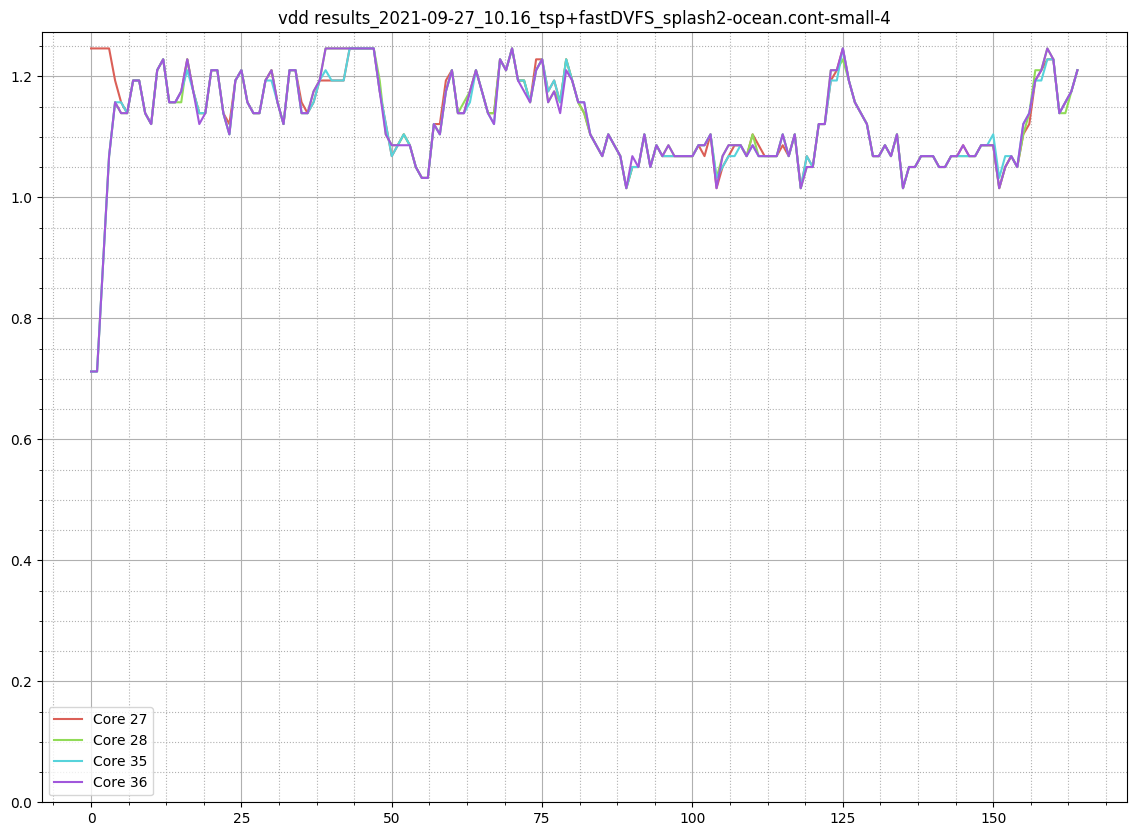 vdd results_2021-09-27_10.16_tsp+fastDVFS_splash2-ocean.cont-small-4
1.2
1.0
0.8
0.6
0.4
0.2
0.0
Core 27
Core 28
Core 35
Core 36
0 25 50 75 100 125 150